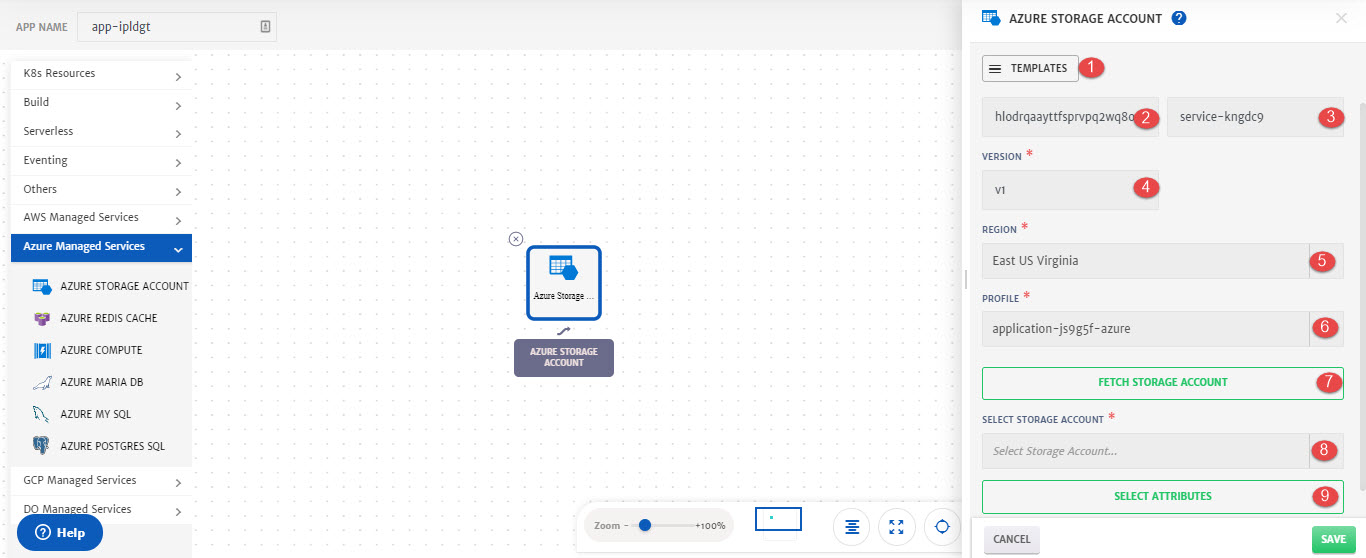 APP NAME
app-ipldgt
K8s Resources
Build
Serverless
Eventing
Others
AWS Managed Services
Azure Managed Services
AZURE STORAGE ACCOUNT
AZURE REDIS CACHE
AZURE COMPUTE
AZURE MARIA DB
AZURE MY SQL
AZURE POSTGRES SQL
GCP Managed Services
DO Managed Services
? Help
Azure Storage ...
AZURE STORAGE
ACCOUNT
Zoom - +100%
AZURE STORAGE ACCOUNT ?
TEMPLATES 1
2
service-kngdc9 3
VERSION *
v1 4
REGION *
East US Virginia 5
PROFILE *
application-js9g5f-azure 6
FETCH STORAGE ACCOUNT 7
SELECT STORAGE ACCOUNT *
Select Storage Account... 8
SELECT ATTRIBUTES 9
CANCEL
SAVE